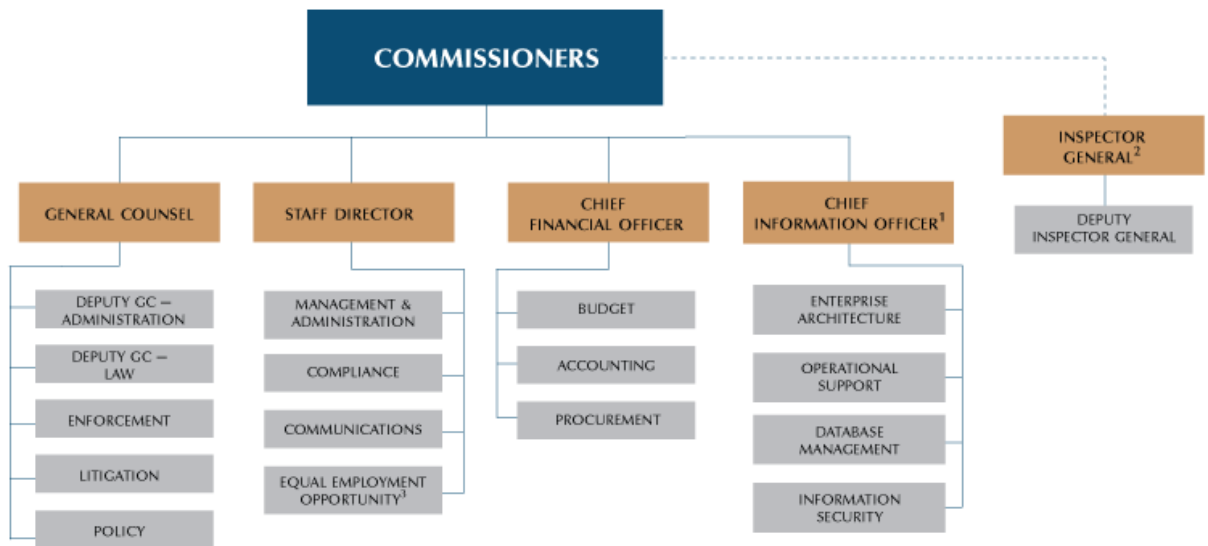 COMMISSIONERS
INSPECTOR
GENERAL²
DEPUTY
INSPECTOR GENERAL
GENERAL COUNSEL
DEPUTY GC –
ADMINISTRATION
DEPUTY GC –
LAW
ENFORCEMENT
LITIGATION
POLICY
STAFF DIRECTOR
MANAGEMENT &
ADMINISTRATION
COMPLIANCE
COMMUNICATIONS
EQUAL EMPLOYMENT
OPPORTUNITY³
CHIEF
FINANCIAL OFFICER
BUDGET
ACCOUNTING
PROCUREMENT
CHIEF
INFORMATION OFFICER¹
ENTERPRISE
ARCHITECTURE
OPERATIONAL
SUPPORT
DATABASE
MANAGEMENT
INFORMATION
SECURITY